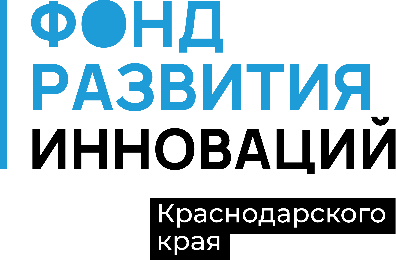 ФОНД
РАЗВИТИЯ
ИННОВАЦИЙ
Краснодарского
края